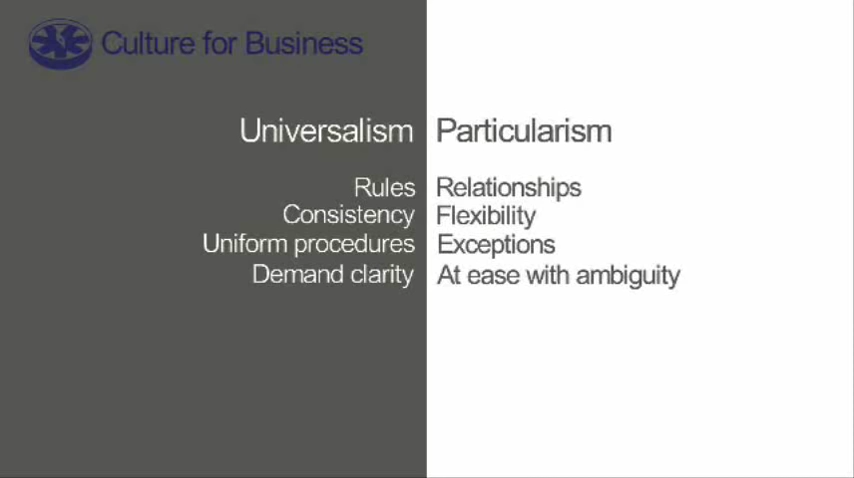 Culture for Business
Universalism Particularism
Rules Relationships
Consistency Flexibility
Uniform procedures Exceptions
Demand clarity At ease with ambiguity